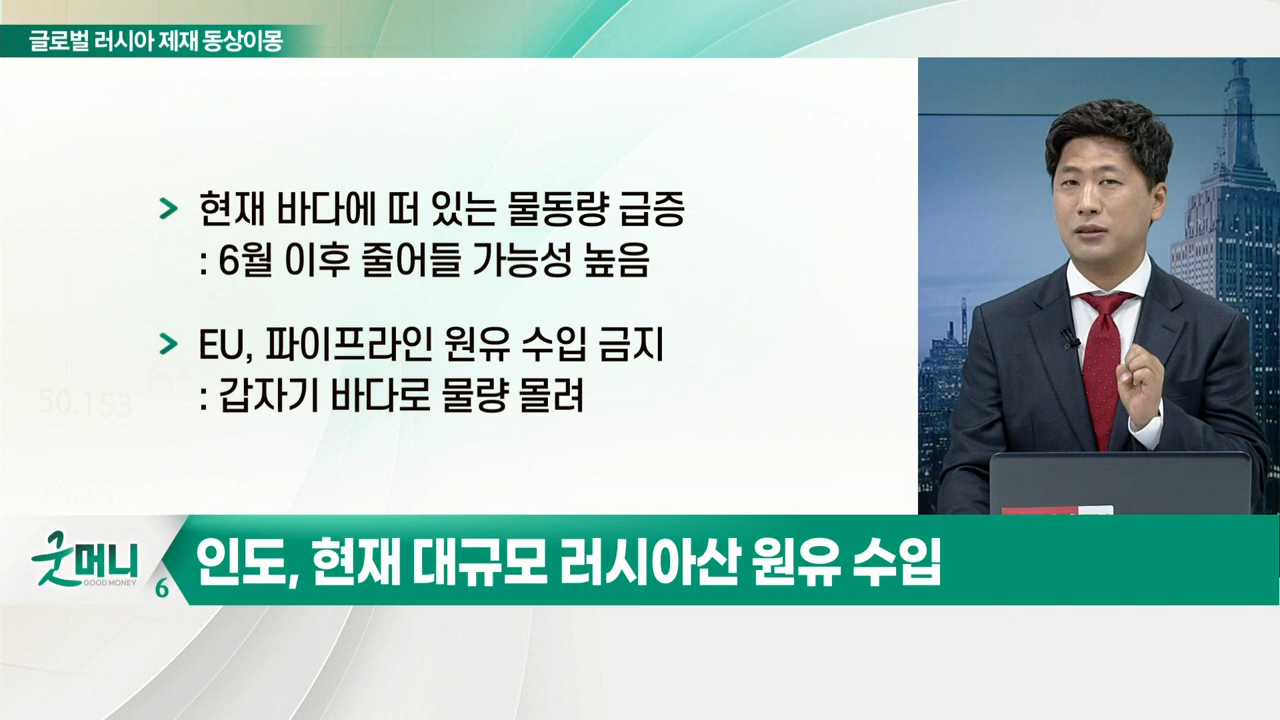 글로벌 러시아 제재 동상이몽
> 현재 바다에 떠 있는 물동량 급증
: 6월 이후 줄어들 가능성 높음
> EU, 파이프라인 원유 수입 금지
: 갑자기 바다로 물량 몰려
50.153
굿머니
GOOD MONEY
6
인도, 현재 대규모 러시아산 원유 수입